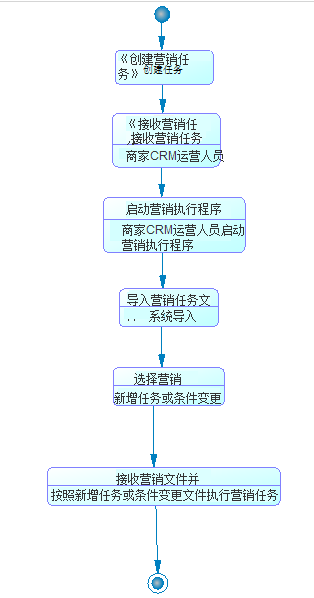 《创建营销任
务》创建任务
《接收营销任
接收营销任务
商家CRM运营人员
启动营销执行程序
商家CRM运营人员启动
营销执行程序
导入营销任务文
.. 系统导入
选择营销
新增任务或条件变更
接收营销文件并
按照新增任务或条件变更文件执行营销任务